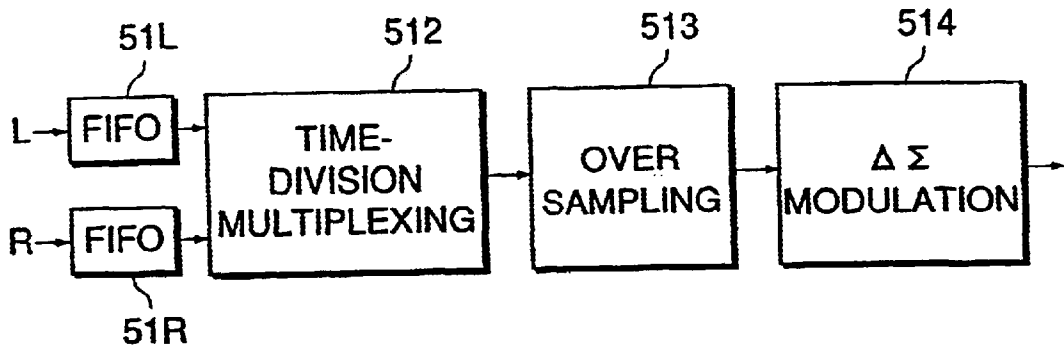 51L
512
513
514
L
FIFO
TIME-
DIVISION
MULTIPLEXING
OVER
SAMPLING
Δ Σ
MODULATION
R
FIFO
51R